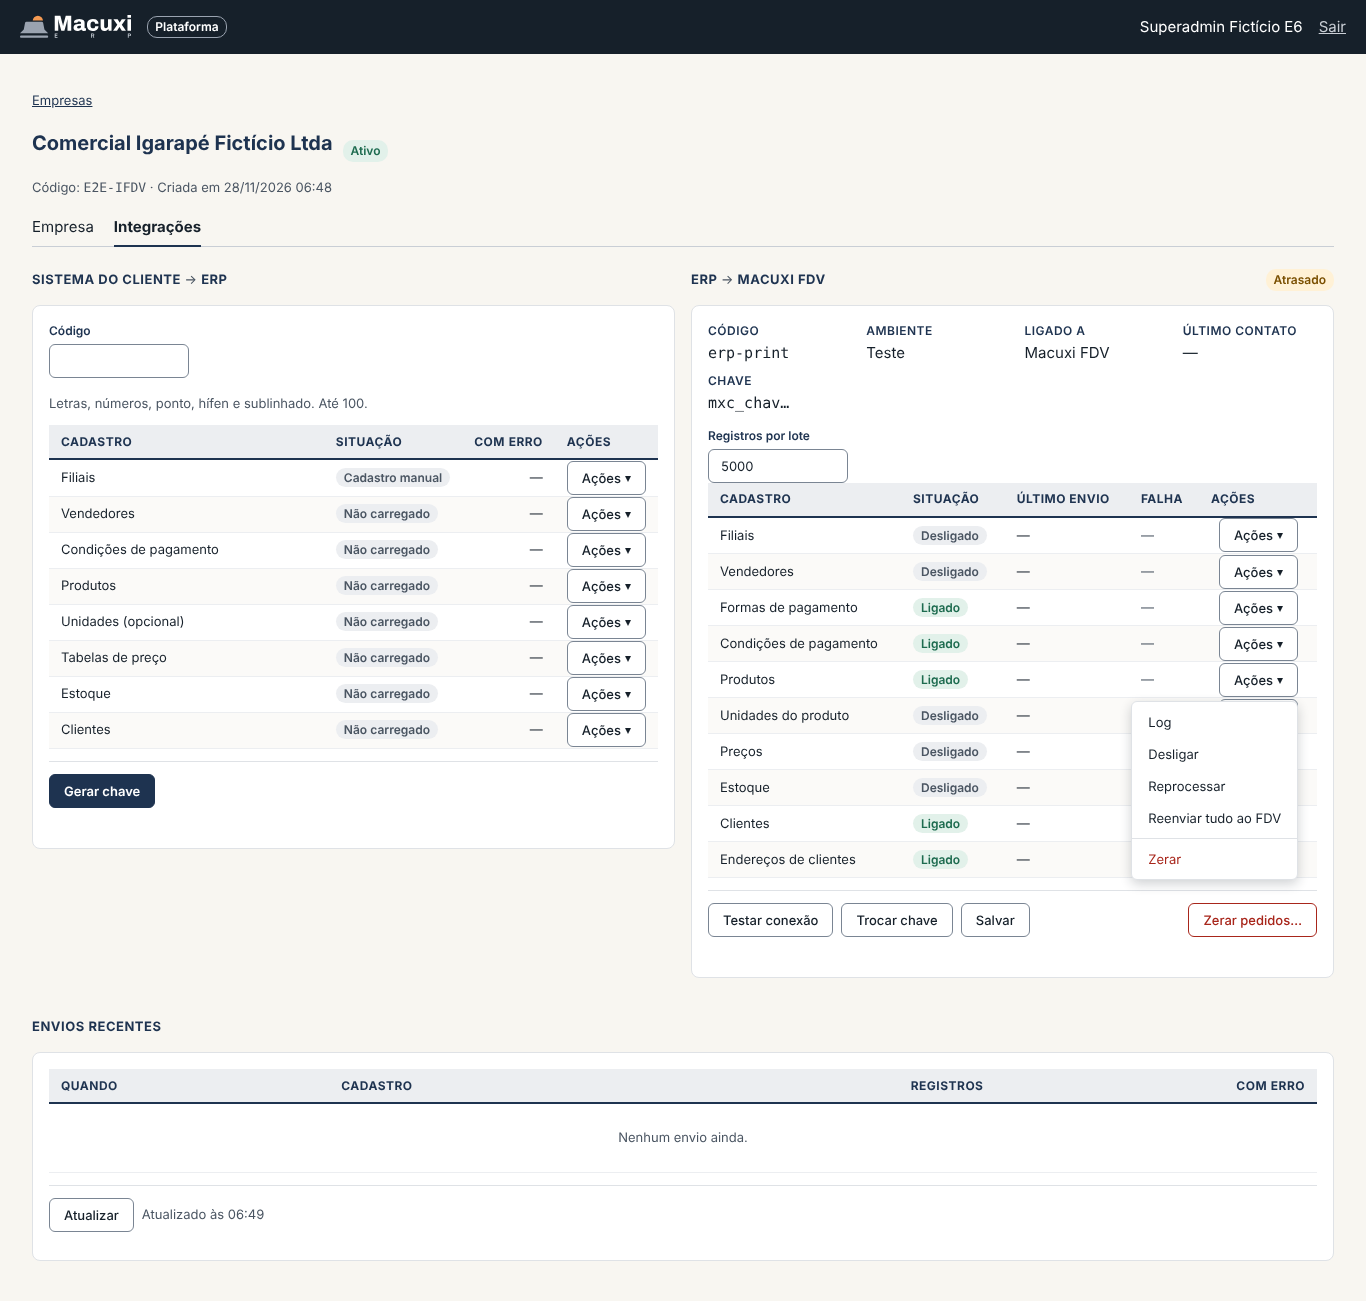 Macuxi
E R P
Plataforma
Superadmin Fictício E6 Sair
Empresas
Comercial Igarapé Fictício Ltda Ativo
Código: E2E-IFDV · Criada em 28/11/2026 06:48
Empresa Integrações
SISTEMA DO CLIENTE → ERP
Código
Letras, números, ponto, hífen e sublinhado. Até 100.
CADASTRO SITUAÇÃO COM ERRO AÇÕES
Filiais Cadastro manual — Ações ▾
Vendedores Não carregado — Ações ▾
Condições de pagamento Não carregado — Ações ▾
Produtos Não carregado — Ações ▾
Unidades (opcional) Não carregado — Ações ▾
Tabelas de preço Não carregado — Ações ▾
Estoque Não carregado — Ações ▾
Clientes Não carregado — Ações ▾
Gerar chave
ERP → MACUXI FDV Atrasado
CÓDIGO AMBIENTE LIGADO A ÚLTIMO CONTATO
erp-print Teste Macuxi FDV —
CHAVE
mxc_chav…
Registros por lote
5000
CADASTRO SITUAÇÃO ÚLTIMO ENVIO FALHA AÇÕES
Filiais Desligado — — Ações ▾
Vendedores Desligado — — Ações ▾
Formas de pagamento Ligado — — Ações ▾
Condições de pagamento Ligado — — Ações ▾
Produtos Ligado — — Ações ▾
Unidades do produto Desligado —
Preços Desligado —
Estoque Desligado —
Clientes Ligado —
Endereços de clientes Ligado —
Log
Desligar
Reprocessar
Reenviar tudo ao FDV
Zerar
Testar conexão Trocar chave Salvar Zerar pedidos…
ENVIOS RECENTES
QUANDO CADASTRO REGISTROS COM ERRO
Nenhum envio ainda.
Atualizar Atualizado às 06:49